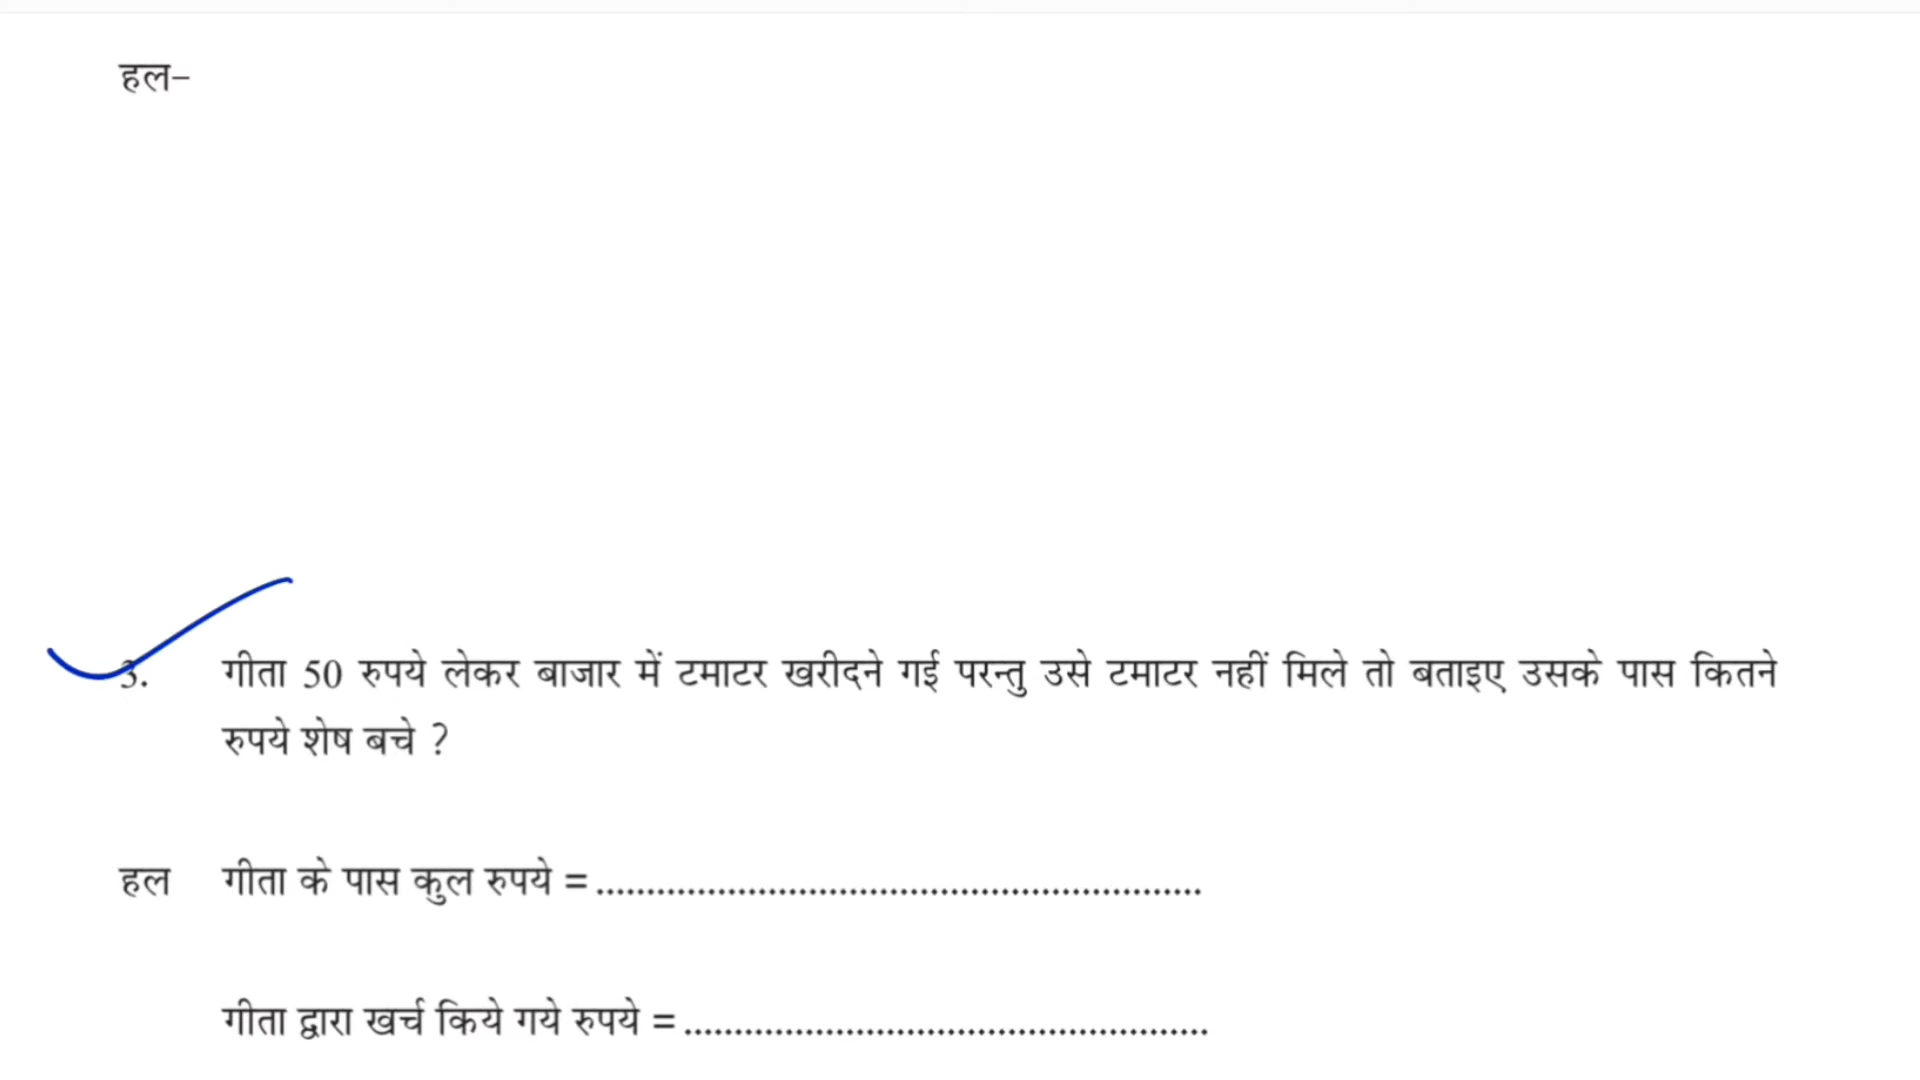 हल–
3. गीता 50 रुपये लेकर बाजार में टमाटर खरीदने गई परन्तु उसे टमाटर नहीं मिले तो बताइए उसके पास कितने
रुपये शेष बचे ?
हल गीता के पास कुल रुपये = ............................................................
गीता द्वारा खर्च किये गये रुपये = ....................................................